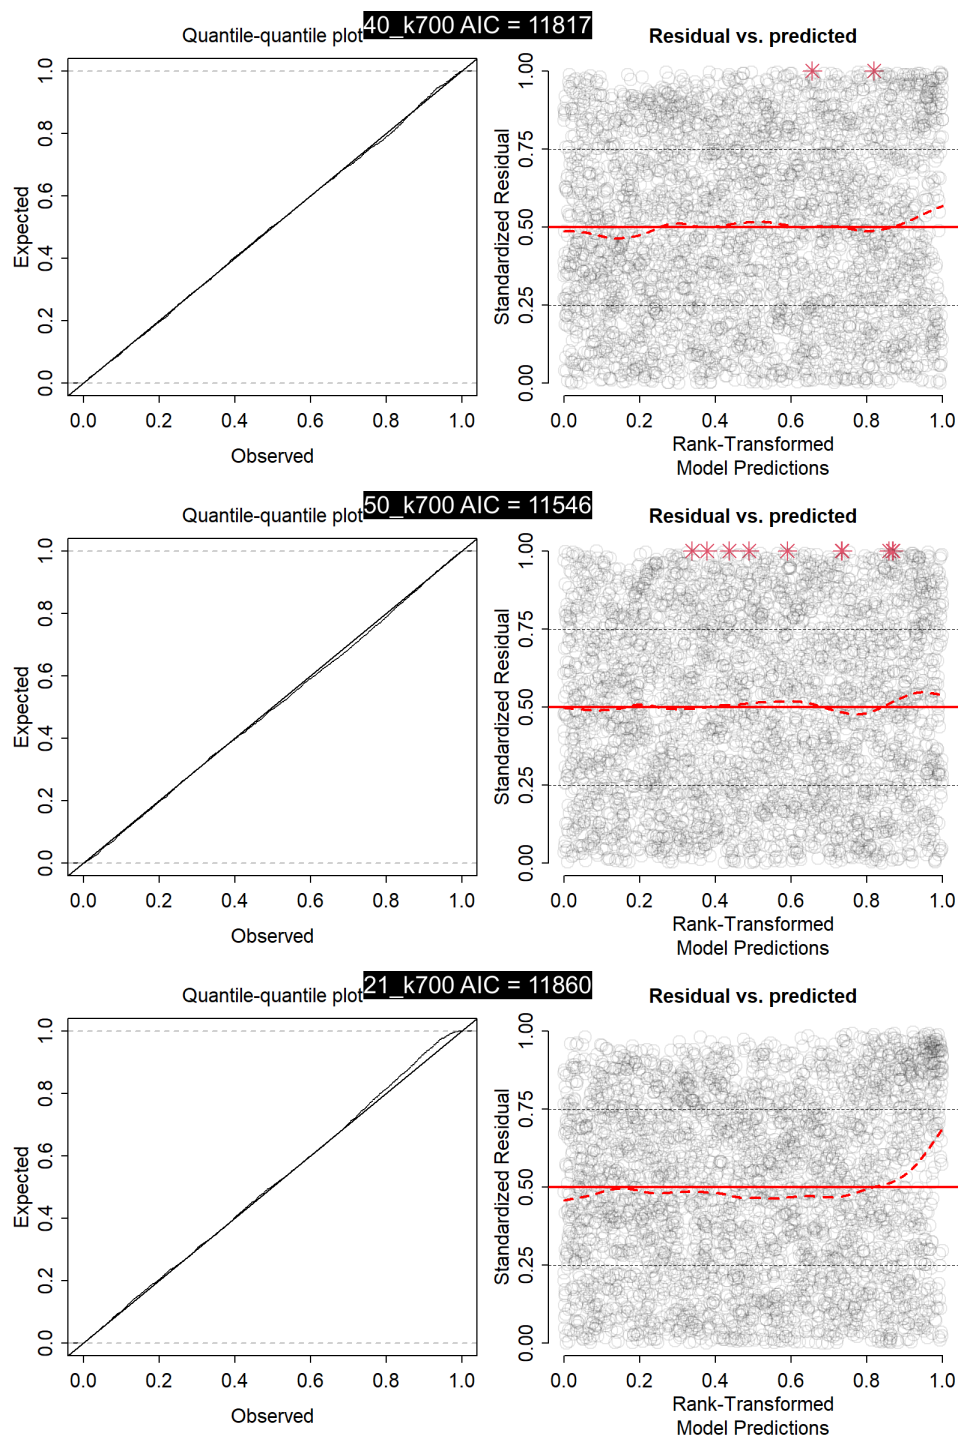 40_k700 AIC = 11817
Quantile-quantile plot
Residual vs. predicted
Expected
0.0 0.2 0.4 0.6 0.8 1.0
0.0 0.2 0.4 0.6 0.8 1.0
Observed
Standardized Residual
0.00 0.25 0.50 0.75 1.00
0.0 0.2 0.4 0.6 0.8 1.0
Rank-Transformed
Model Predictions
50_k700 AIC = 11546
Quantile-quantile plot
Residual vs. predicted
Expected
0.0 0.2 0.4 0.6 0.8 1.0
0.0 0.2 0.4 0.6 0.8 1.0
Observed
Standardized Residual
0.00 0.25 0.50 0.75 1.00
0.0 0.2 0.4 0.6 0.8 1.0
Rank-Transformed
Model Predictions
21_k700 AIC = 11860
Quantile-quantile plot
Residual vs. predicted
Expected
0.0 0.2 0.4 0.6 0.8 1.0
0.0 0.2 0.4 0.6 0.8 1.0
Observed
Standardized Residual
0.00 0.25 0.50 0.75 1.00
0.0 0.2 0.4 0.6 0.8 1.0
Rank-Transformed
Model Predictions